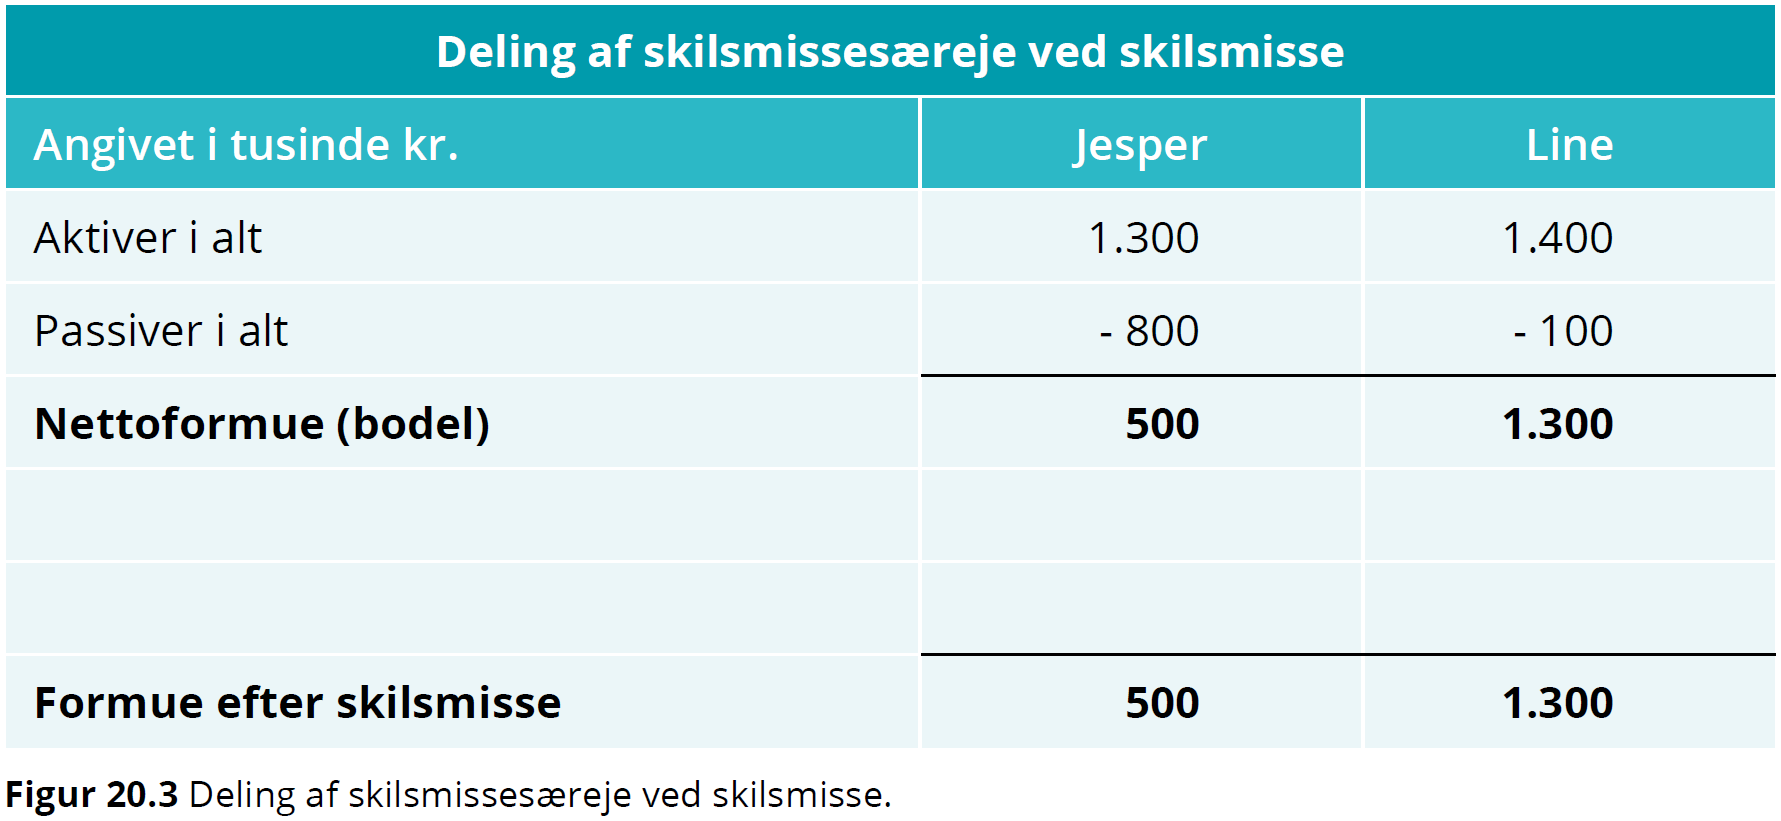 Deling af skilsmissesæreje ved skilsmisse
Angivet i tusinde kr. Jesper Line
Aktiver i alt 1.300 1.400
Passiver i alt - 800 - 100
Nettoformue (bodel) 500 1.300
Formue efter skilsmisse 500 1.300
Figur 20.3 Deling af skilsmissesæreje ved skilsmisse.